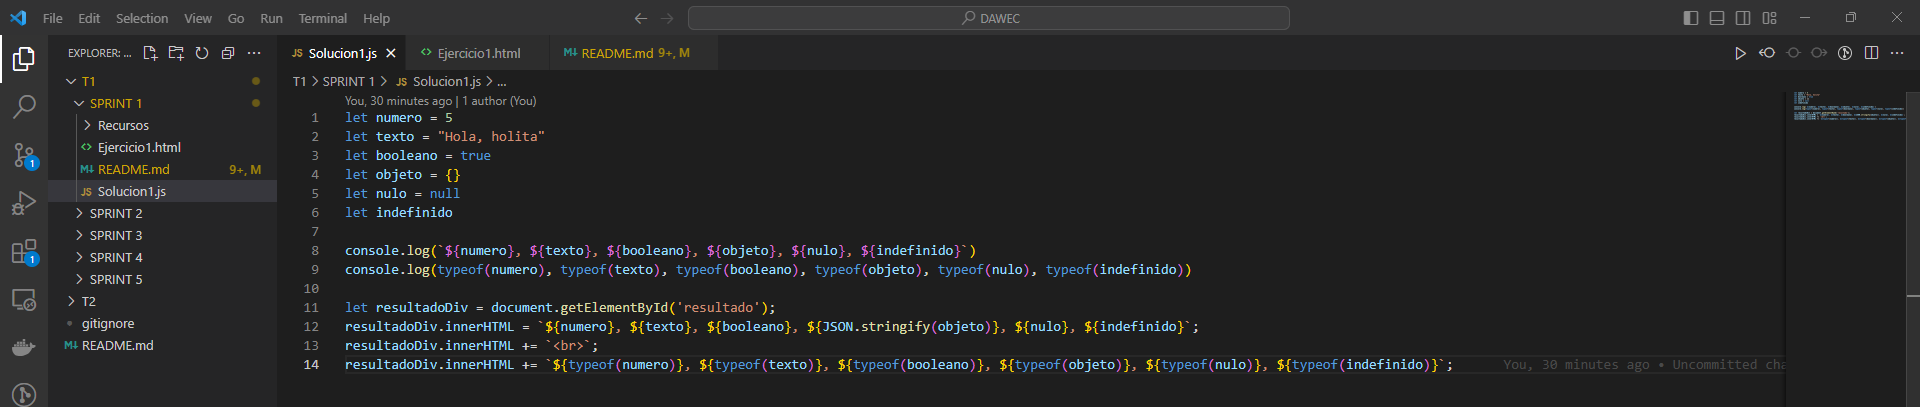 File Edit Selection View Go Run Terminal Help
DAWEC
EXPLORER: ...
Solucion1.js
Ejercicio1.html
README.md 9+, M
T1
SPRINT 1
Recursos
Ejercicio1.html
README.md 9+, M
Solucion1.js
SPRINT 2
SPRINT 3
SPRINT 4
SPRINT 5
T2
gitignore
README.md
1
1
T1 > SPRINT 1 > JS Solucion1.js > ...
You, 30 minutes ago | 1 author (You)
1 let numero = 5
2 let texto = "Hola, holita"
3 let booleano = true
4 let objeto = {}
5 let nulo = null
6 let indefinido
7
8 console.log(`${numero}, ${texto}, ${booleano}, ${objeto}, ${nulo}, ${indefinido}`)
9 console.log(typeof(numero), typeof(texto), typeof(booleano), typeof(objeto), typeof(nulo), typeof(indefinido))
10
11 let resultadoDiv = document.getElementById('resultado');
12 resultadoDiv.innerHTML = `${numero}, ${texto}, ${booleano}, ${JSON.stringify(objeto)}, ${nulo}, ${indefinido}`;
13 resultadoDiv.innerHTML += `<br>`;
14 resultadoDiv.innerHTML += `${typeof(numero)}, ${typeof(texto)}, ${typeof(booleano)}, ${typeof(objeto)}, ${typeof(nulo)}, ${typeof(indefinido)}`; You, 30 minutes ago • Uncommitted cha